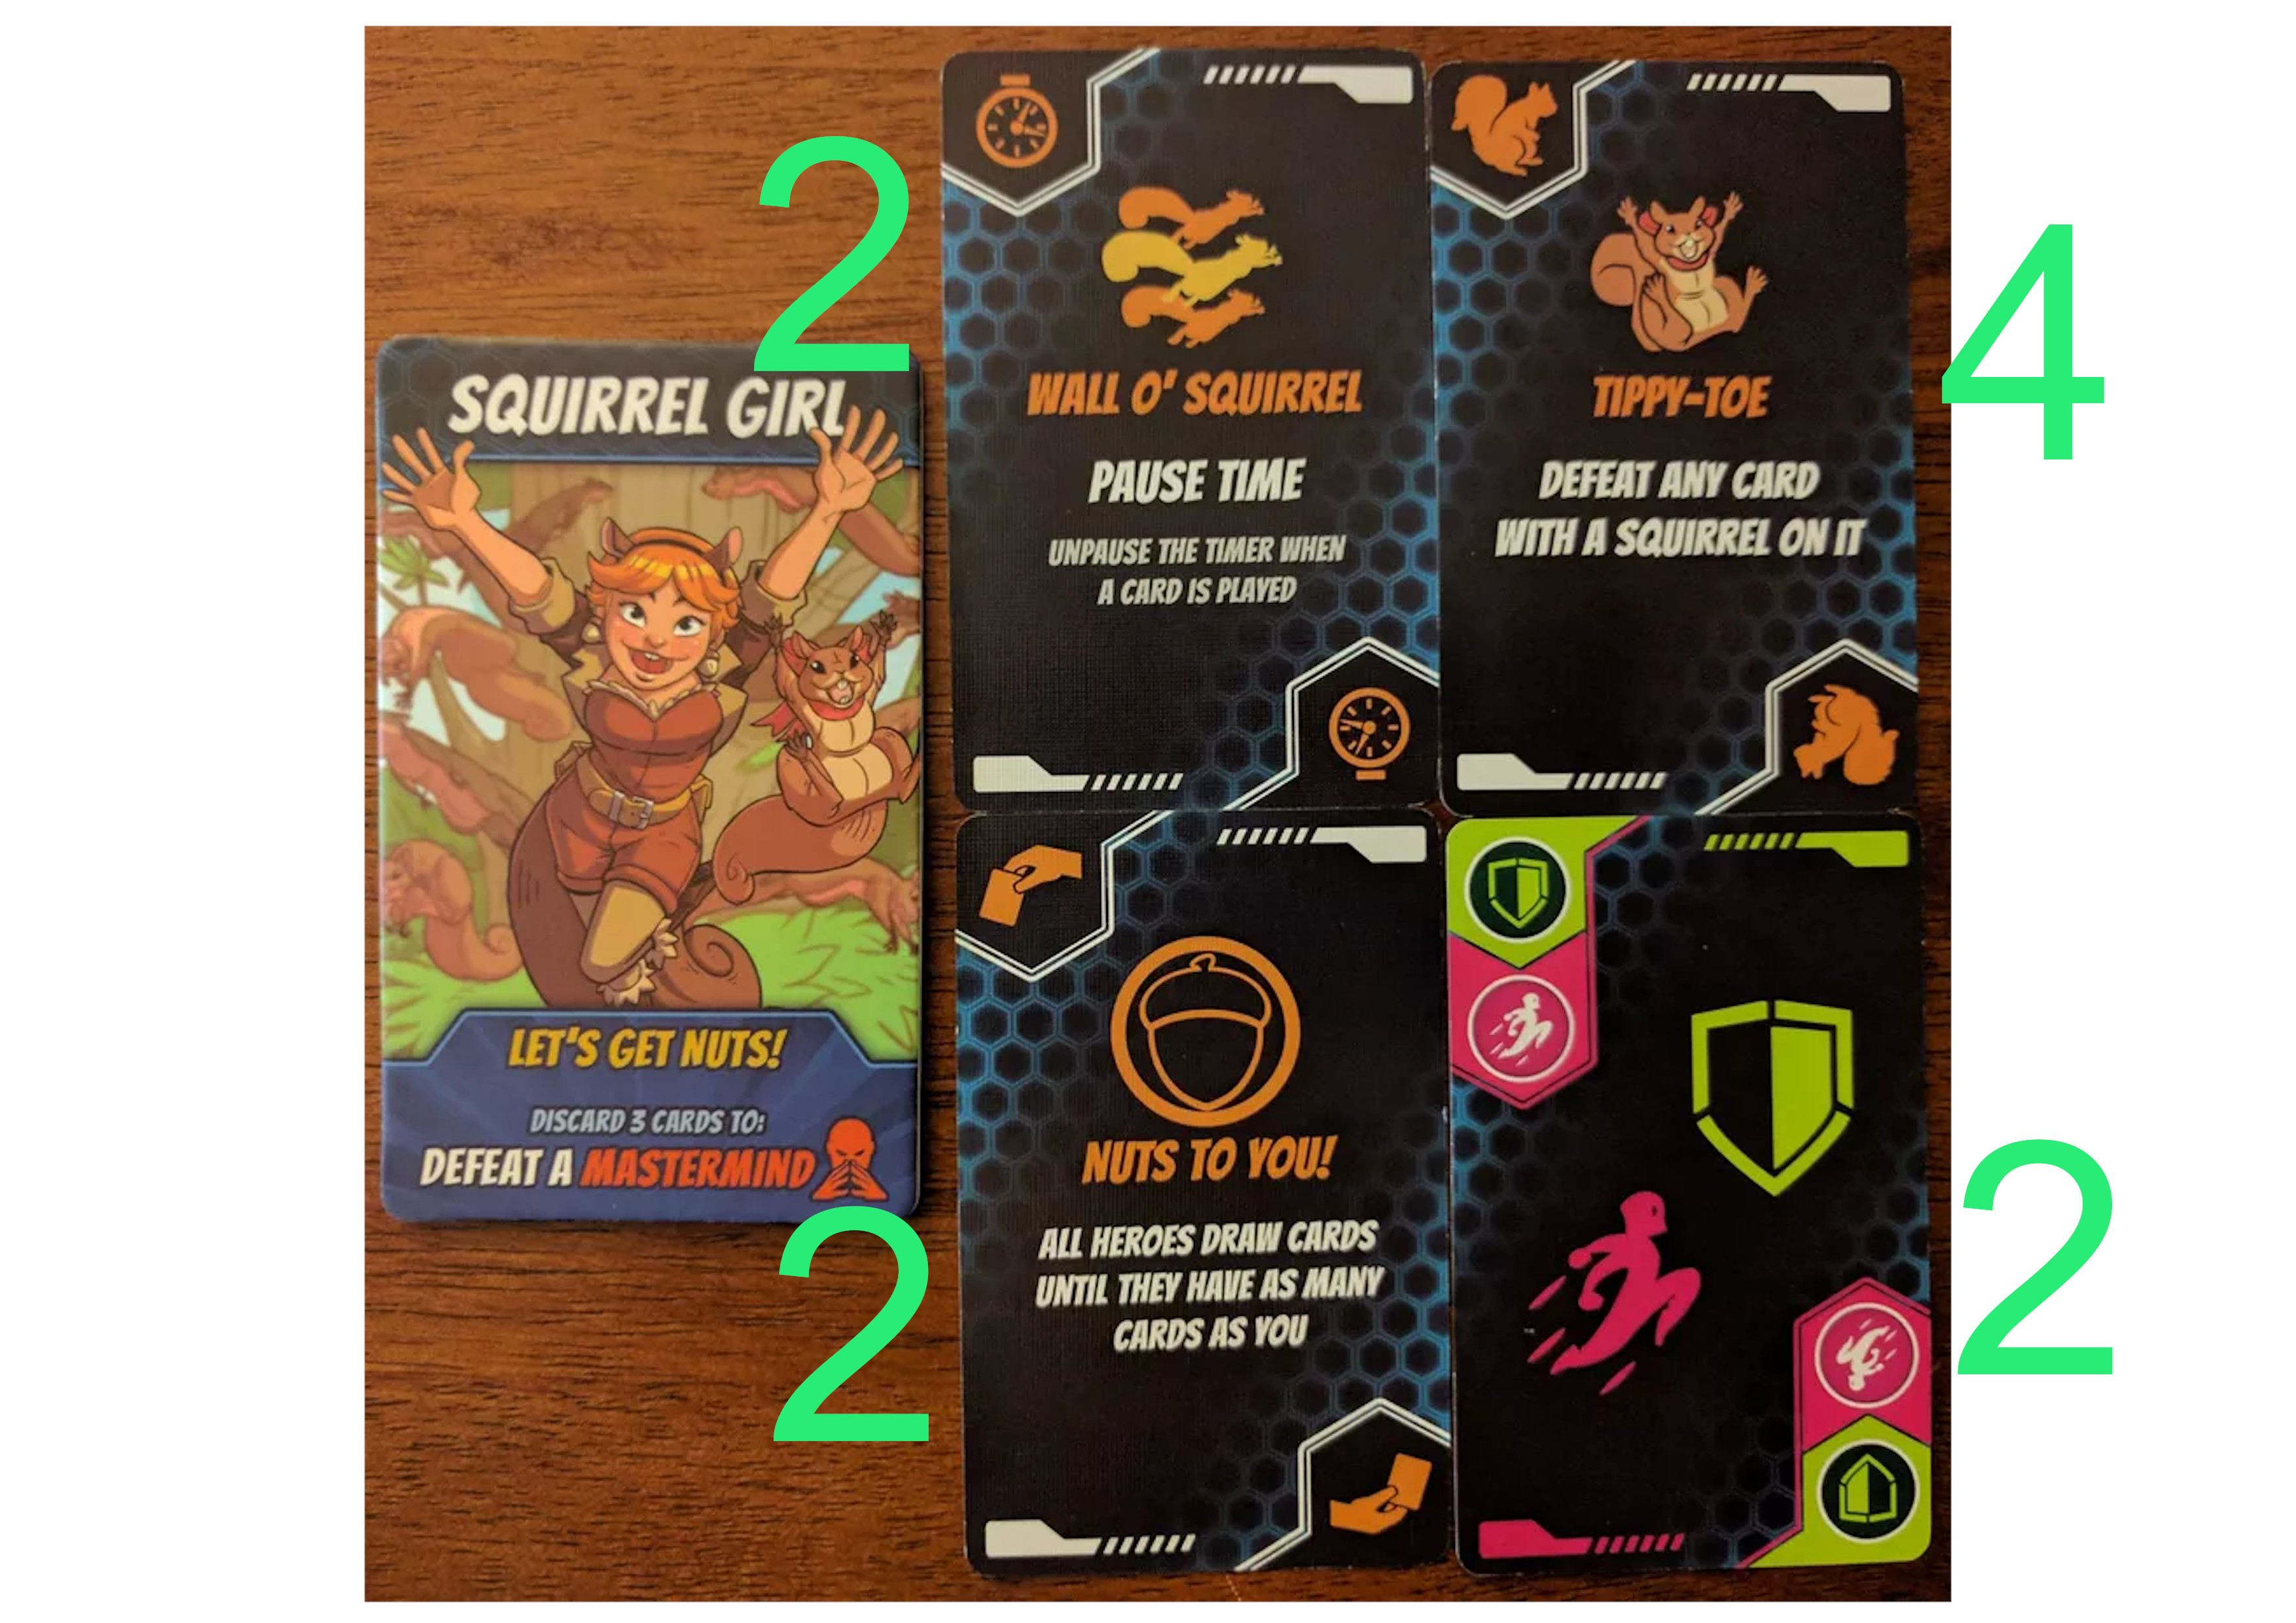 2
SQUIRREL GIRL
LET'S GET NUTS!
DISCARD 3 CARDS TO:
DEFEAT A MASTERMIND
2
WALL O' SQUIRREL
PAUSE TIME
UNPAUSE THE TIMER WHEN
A CARD IS PLAYED
TIPPY-TOE
DEFEAT ANY CARD
WITH A SQUIRREL ON IT
4
NUTS TO YOU!
ALL HEROES DRAW CARDS
UNTIL THEY HAVE AS MANY
CARDS AS YOU
2